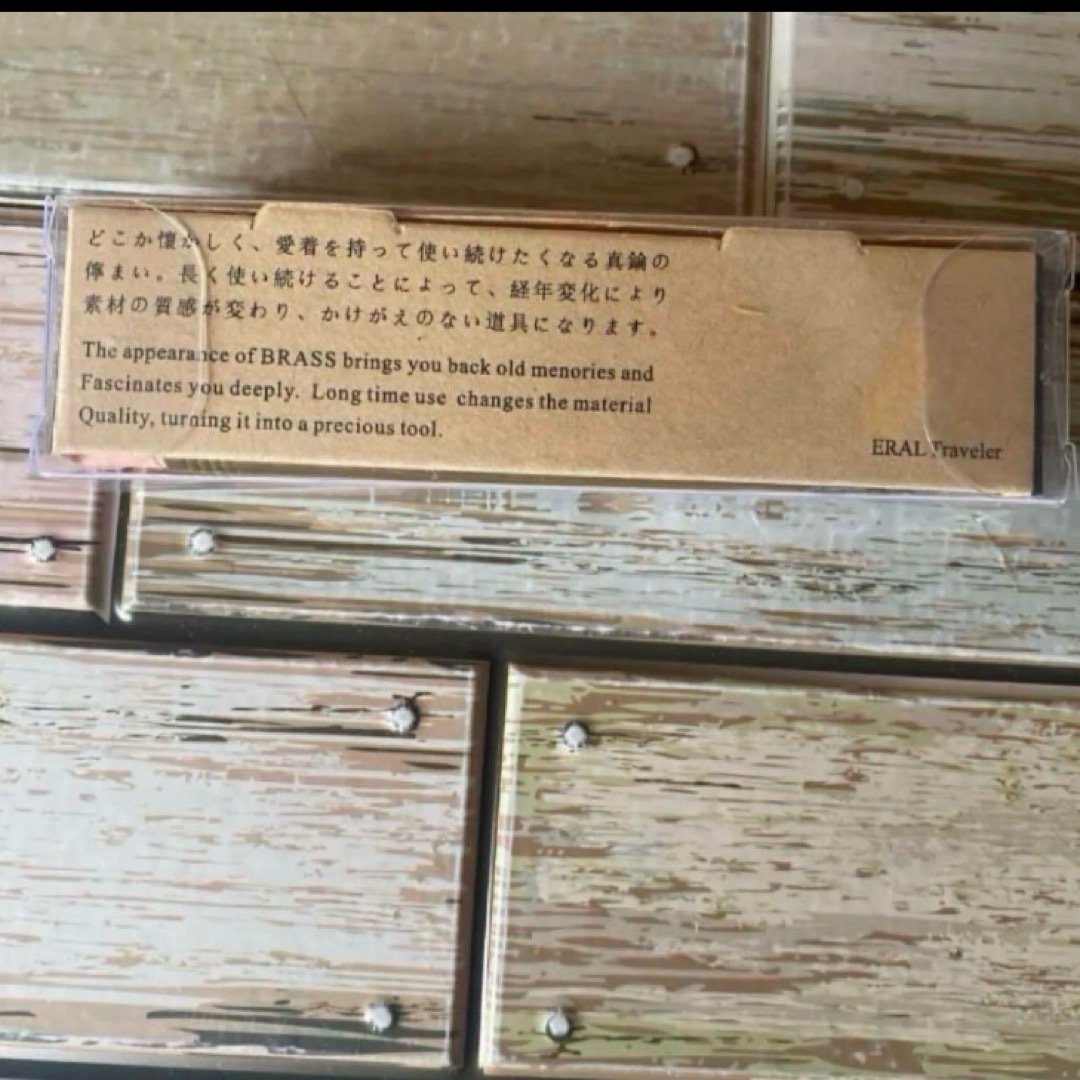 どこか懐かしく、愛着を持って使い続けたくなる真鍮の
儜まい。長く使い続けることによって、経年変化により
素材の質感が変わり、かけがえのない道具になります。
The appearance of BRASS brings you back old menories and
Fascinates you deeply. Long time use changes the material
Quality, turning it into a precious tool.
ERAL Traveler